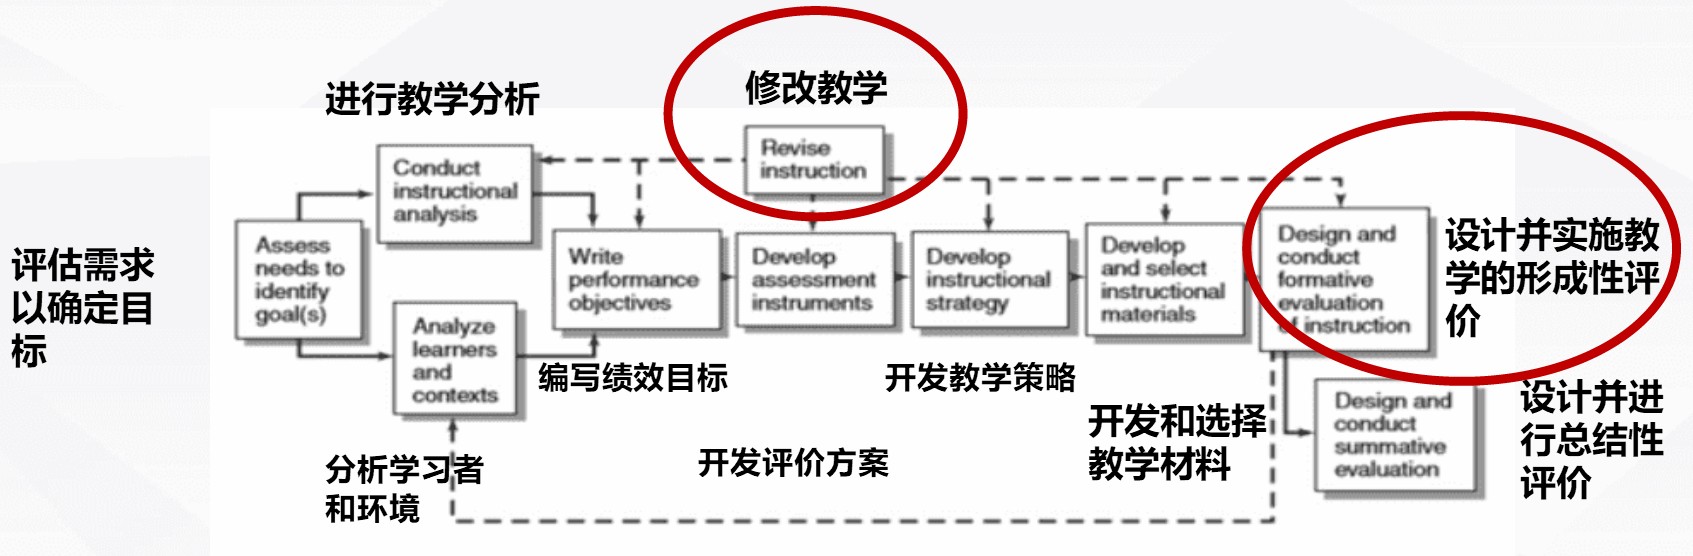 进行教学分析
修改教学
Revise
instruction
Conduct
instructional
analysis
评估需求
以确定目
标
Assess
needs to
identify
goal(s)
Analyze
learners
and
contexts
分析学习者
和环境
Write
performance
objectives
编写绩效目标
Develop
assessment
instruments
开发评价方案
Develop
instructional
strategy
开发教学策略
Develop
and select
instructional
materials
开发和选择
教学材料
Design and
conduct
formative
evaluation
of instruction
设计并实施教
学的形成性评
价
Design and
conduct
summative
evaluation
设计并进
行总结性
评价